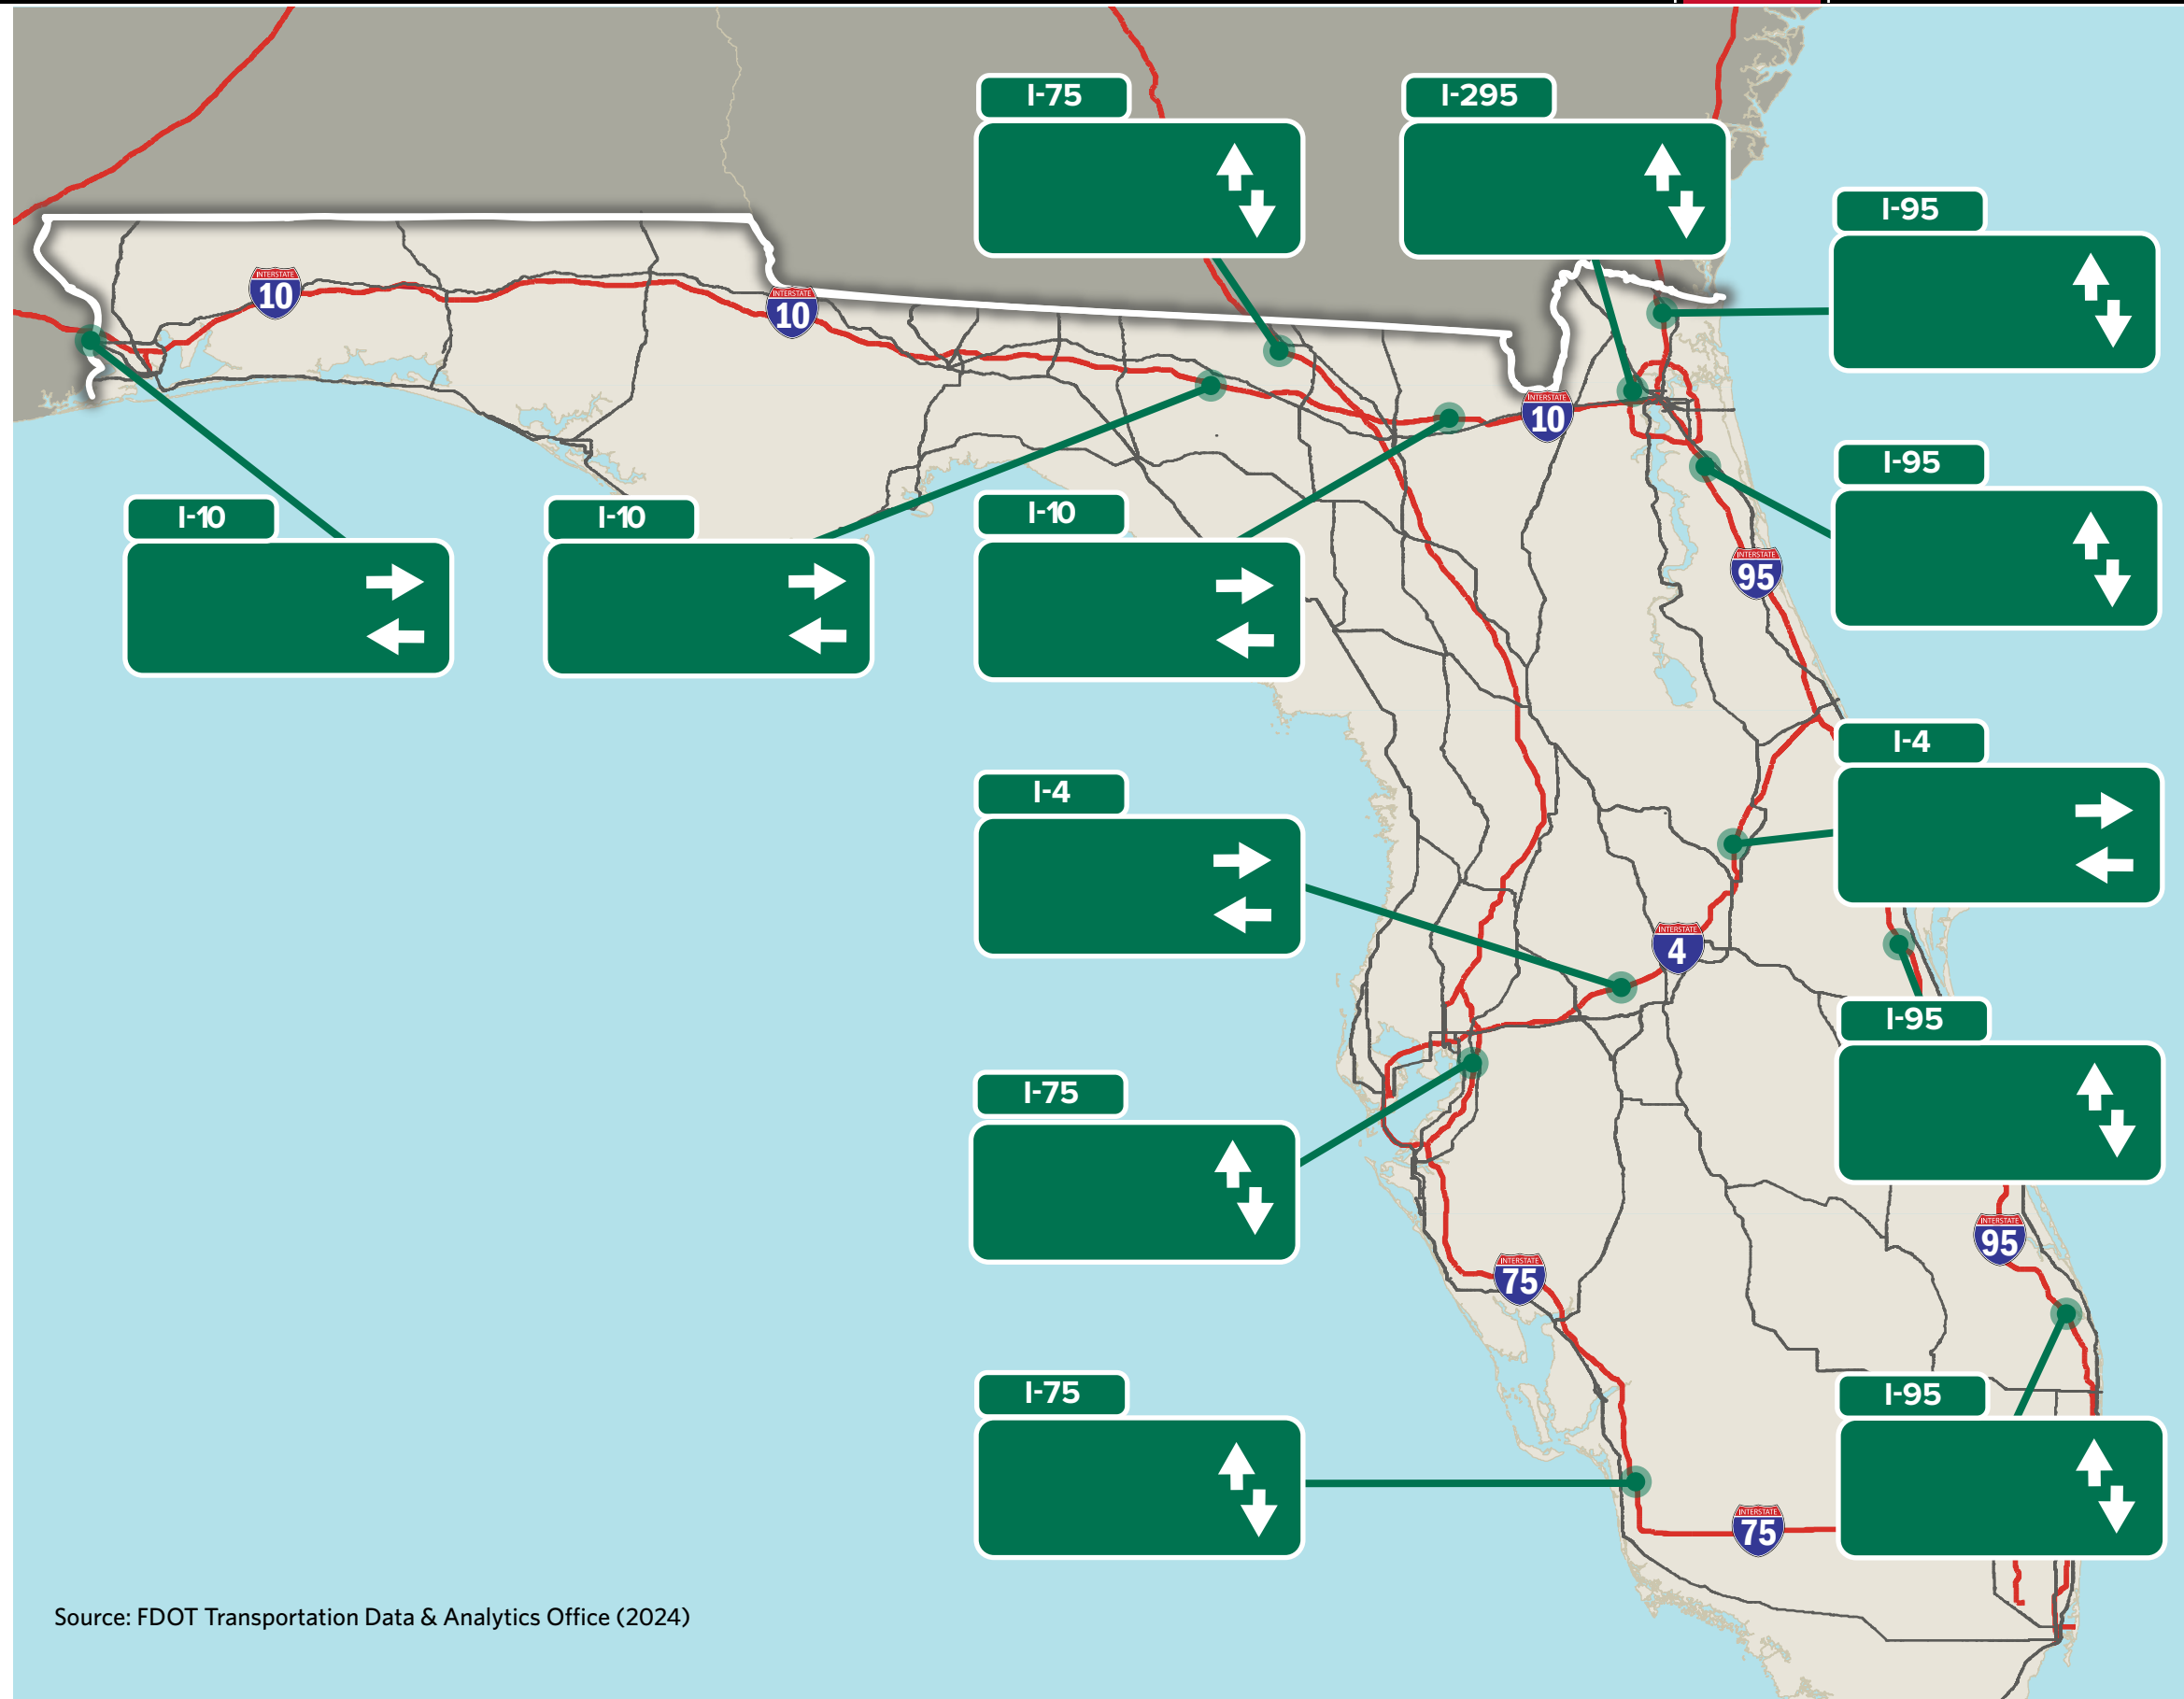 I-75
I-295
I-95
INTERSTATE
10
INTERSTATE
10
INTERSTATE
10
I-95
I-10
I-10
I-10
INTERSTATE
95
I-4
I-4
INTERSTATE
4
I-95
I-75
INTERSTATE
95
INTERSTATE
75
I-75
I-95
INTERSTATE
75
Source: FDOT Transportation Data & Analytics Office (2024)